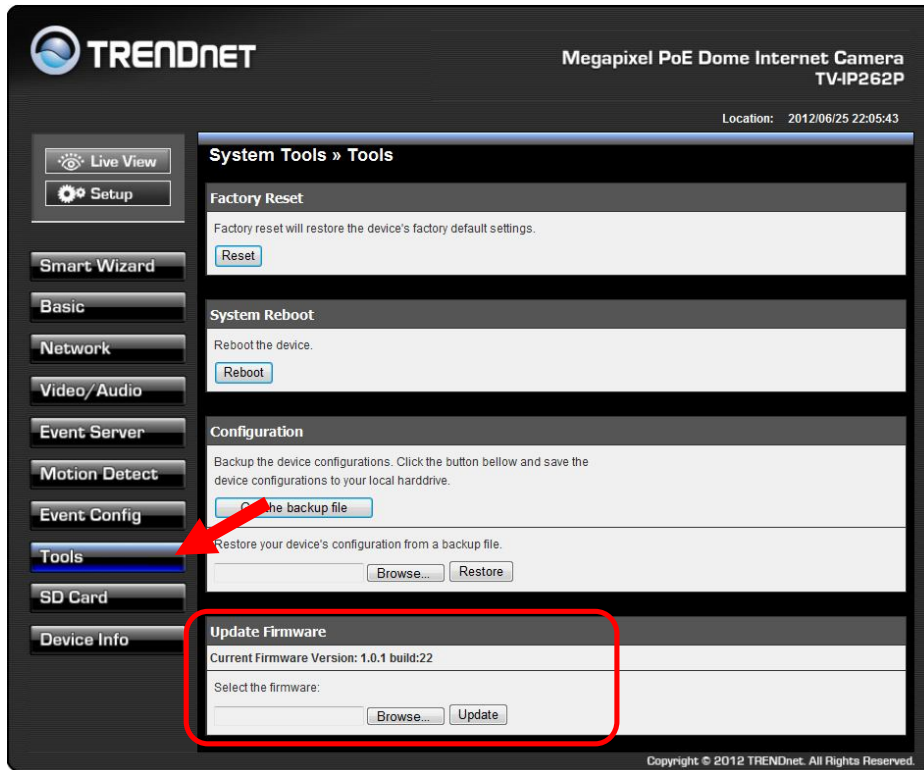 TRENDNET
Megapixel PoE Dome Internet Camera
TV-IP262P
Location: 2012/06/25 22:05:43
Live View
Setup
Smart Wizard
Basic
Network
Video/Audio
Event Server
Motion Detect
Event Config
Tools
SD Card
Device Info
System Tools » Tools
Factory Reset
Factory reset will restore the device's factory default settings.
Reset
System Reboot
Reboot the device.
Reboot
Configuration
Backup the device configurations. Click the button bellow and save the
device configurations to your local harddrive.
backup file
Restore your device's configuration from a backup file.
Browse... Restore
Update Firmware
Current Firmware Version: 1.0.1 build:22
Select the firmware:
Browse... Update
Copyright © 2012 TRENDnet. All Rights Reserved.